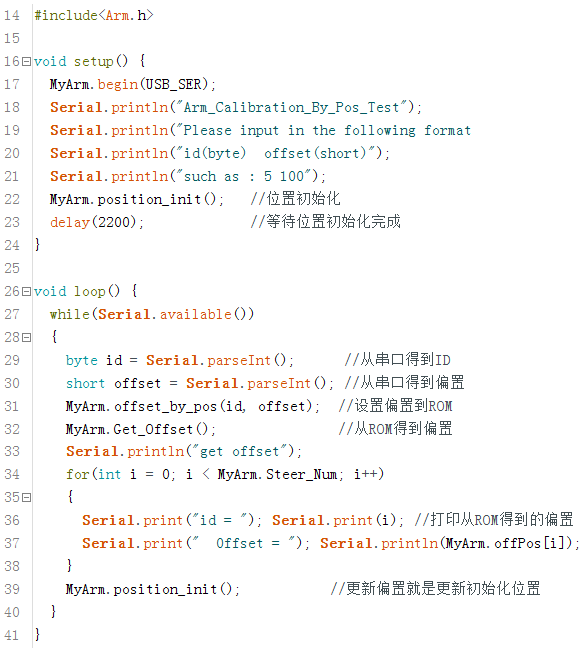 14 #include<Arm.h>
15
16 void setup() {
17 MyArm.begin(USB_SER);
18 Serial.println("Arm_Calibration_By_Pos_Test");
19 Serial.println("Please input in the following format
20 Serial.println("id(byte)  offset(short)");
21 Serial.println("such as : 5 100");
22 MyArm.position_init();   //位置初始化
23 delay(2200);   //等待位置初始化完成
24 }
25
26 void loop() {
27 while(Serial.available())
28 {
29 byte id = Serial.parseInt();   //从串口得到ID
30 short offset = Serial.parseInt(); //从串口得到偏置
31 MyArm.offset_by_pos(id, offset);  //设置偏置到ROM
32 MyArm.Get_Offset();   //从ROM得到偏置
33 Serial.println("get offset");
34 for(int i = 0; i < MyArm.Steer_Num; i++)
35 {
36 Serial.print("id = "); Serial.print(i); //打印从ROM得到的偏置
37 Serial.print("  Offset = "); Serial.println(MyArm.offPos[i]);
38 }
39 MyArm.position_init();   //更新偏置就是更新初始化位置
40 }
41 }